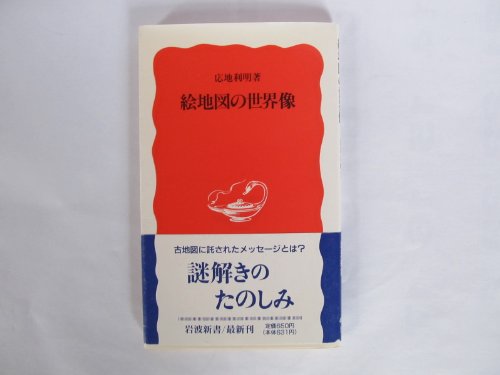 応地利明著
絵地図の世界像
古地図に託されたメッセージとは?
謎解きの
たのしみ
岩波新書/最新刊
定価650円
(本体631円)